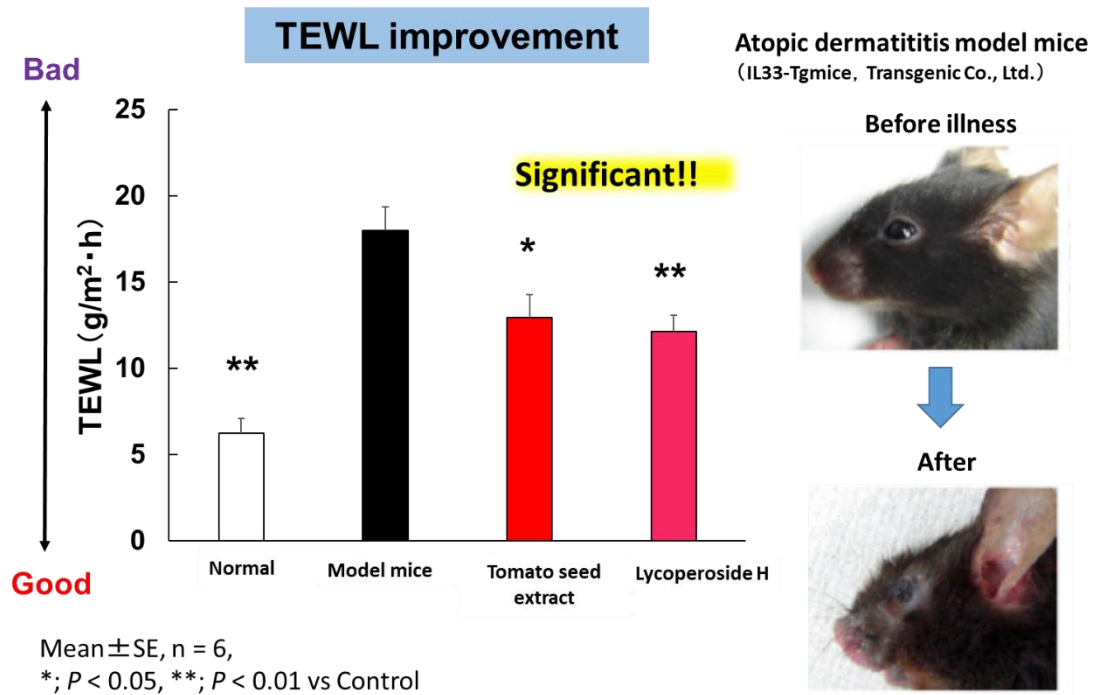 TEWL improvement
Atopic dermatititis model mice
（IL33-Tgmice, Transgenic Co., Ltd.）
Bad
Before illness
25
20
15
10
5
0
TEWL（g/m²·h）
Significant!!
**
*
**
After
Normal
Model mice
Tomato seed
extract
Lycoperoside H
Good
Mean±SE, n = 6,
*; P < 0.05, **; P < 0.01 vs Control